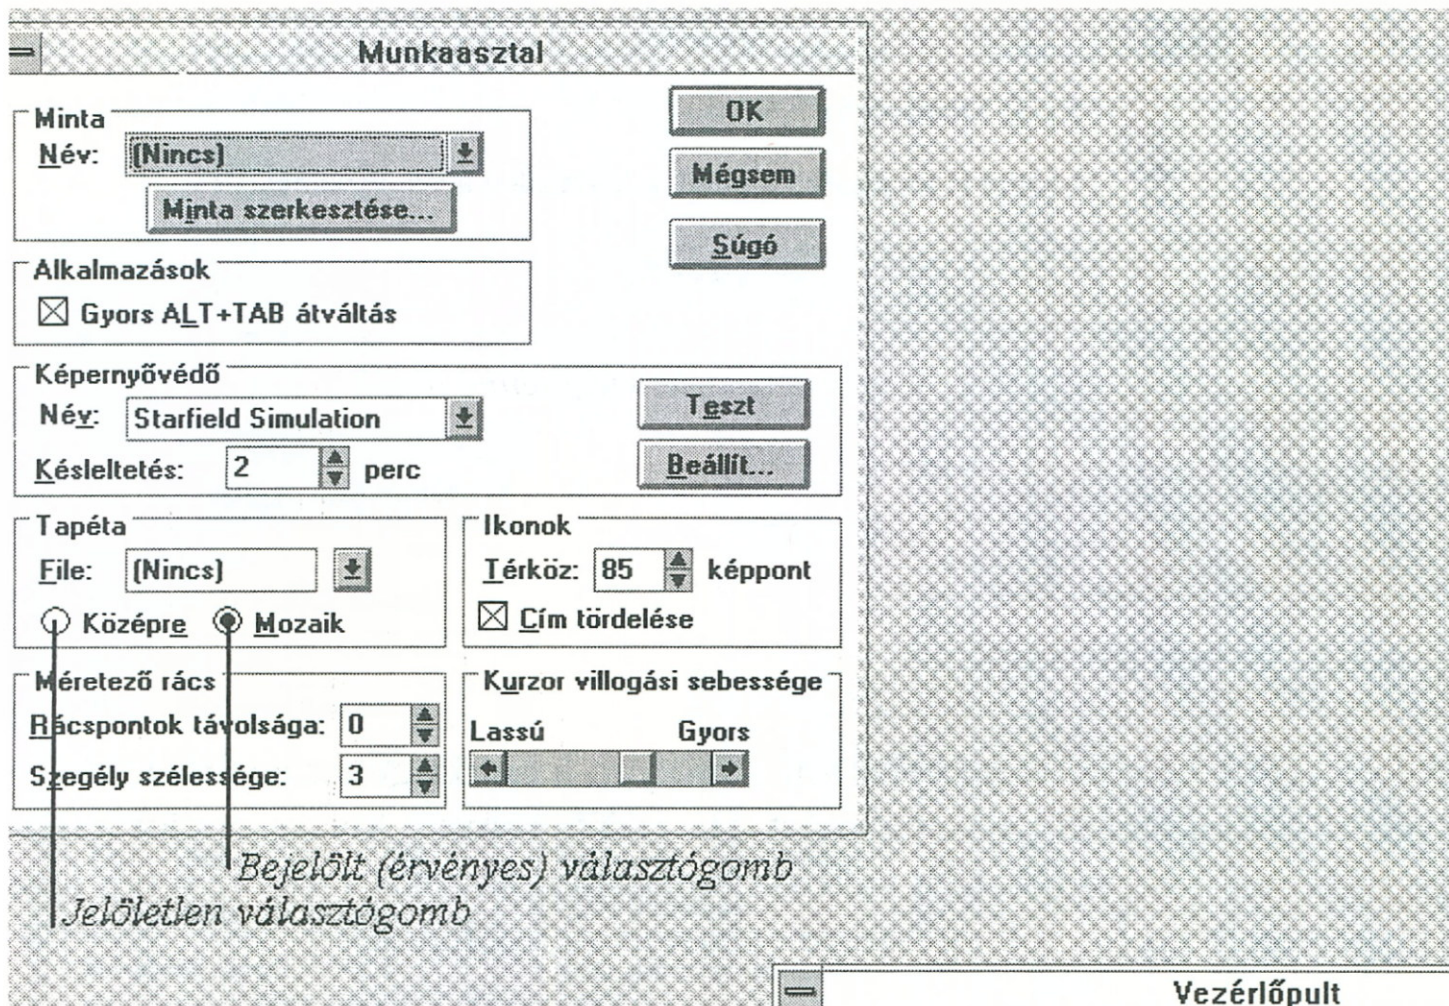 Munkaasztal
Minta
Név: (Nincs)
Minta szerkesztése...
OK
Mégsem
Súgó
Alkalmazások
Gyors ALT+TAB átváltás
Képernyővédő
Név: Starfield Simulation
Késleltetés: 2 perc
Teszt
Beállít...
Tapéta
File: (Nincs)
Középre Mozaik
Ikonok
Térköz: 85 képpont
Cím tördelése
Méretező rács
Rácspontok távolsága: 0
Szegély szélessége: 3
Kurzor villogási sebessége
Lassú Gyors
Bejelölt (érvényes) választógomb
Jelöletlen választógomb
Vezérlőpult